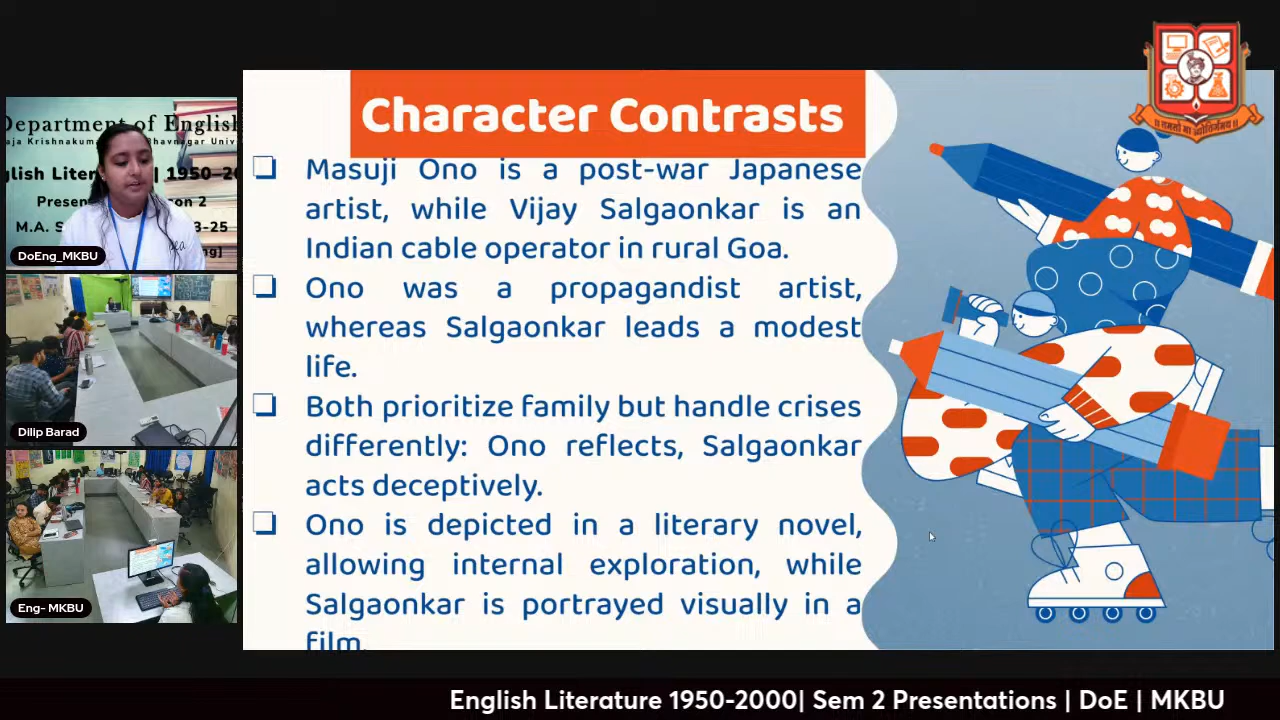 Department of English
Presen
M.A. S
DoEng_MKBU
Dilip Barad
Eng- MKBU
Character Contrasts
Masuji Ono is a post-war Japanese
artist, while Vijay Salgaonkar is an
Indian cable operator in rural Goa.
Ono was a propagandist artist,
whereas Salgaonkar leads a modest
life.
Both prioritize family but handle crises
differently: Ono reflects, Salgaonkar
acts deceptively.
Ono is depicted in a literary novel,
allowing internal exploration, while
Salgaonkar is portrayed visually in a
film.
English Literature 1950-2000| Sem 2 Presentations | DoE | MKBU